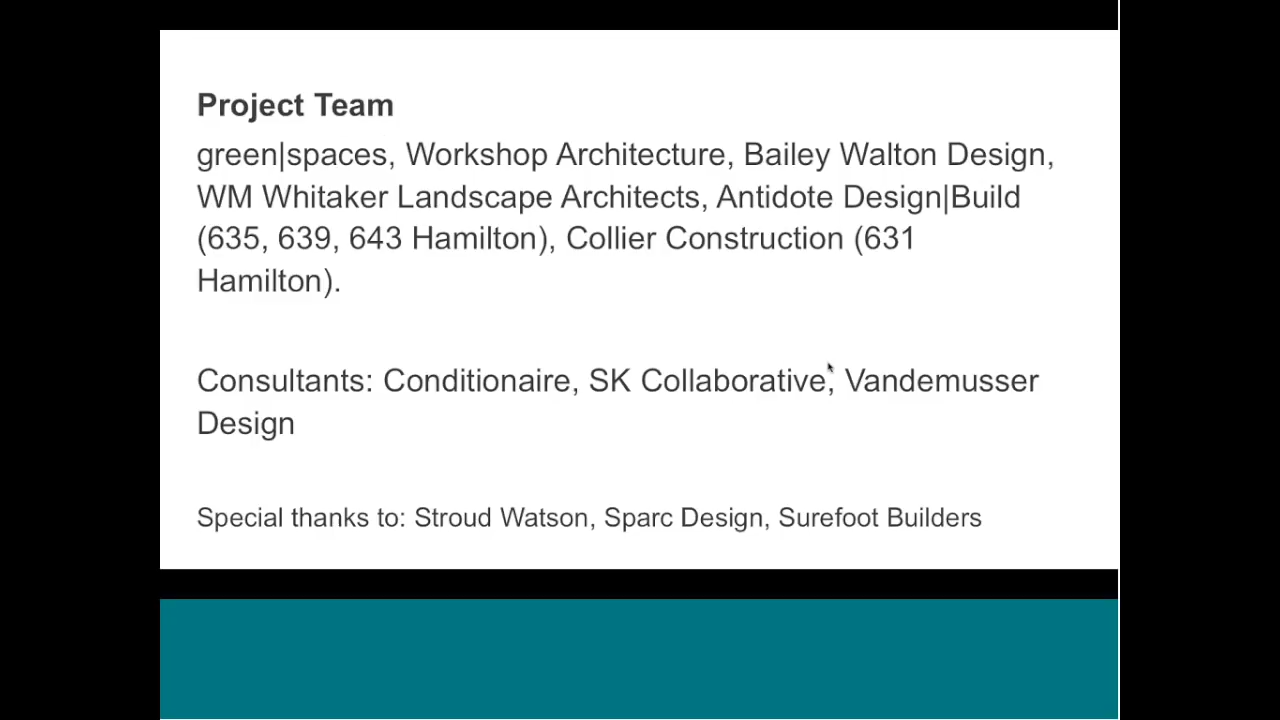 Project Team
green|spaces, Workshop Architecture, Bailey Walton Design,
WM Whitaker Landscape Architects, Antidote Design|Build
(635, 639, 643 Hamilton), Collier Construction (631
Hamilton).
Consultants: Conditionaire, SK Collaborative, Vandemusser
Design
Special thanks to: Stroud Watson, Sparc Design, Surefoot Builders